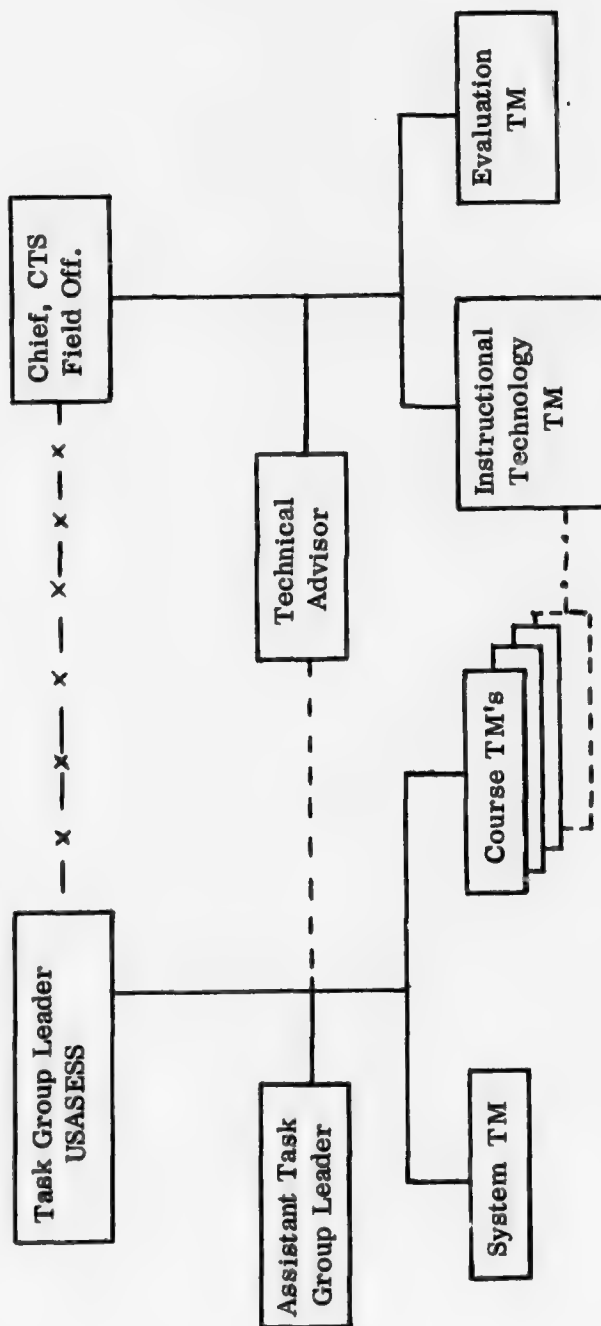 Task Group Leader
USASESS
Chief, CTS
Field Off.
Assistant Task
Group Leader
Technical
Advisor
System TM
Course TM's
Instructional
Technology
TM
Evaluation
TM